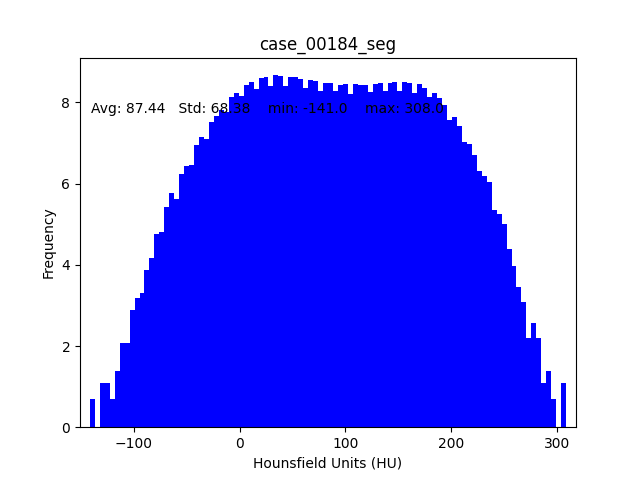 case_00184_seg
Avg: 87.44 Std: 68.38 min: -141.0 max: 308.0
8
6
4
2
0
Frequency
−100 0 100 200 300
Hounsfield Units (HU)